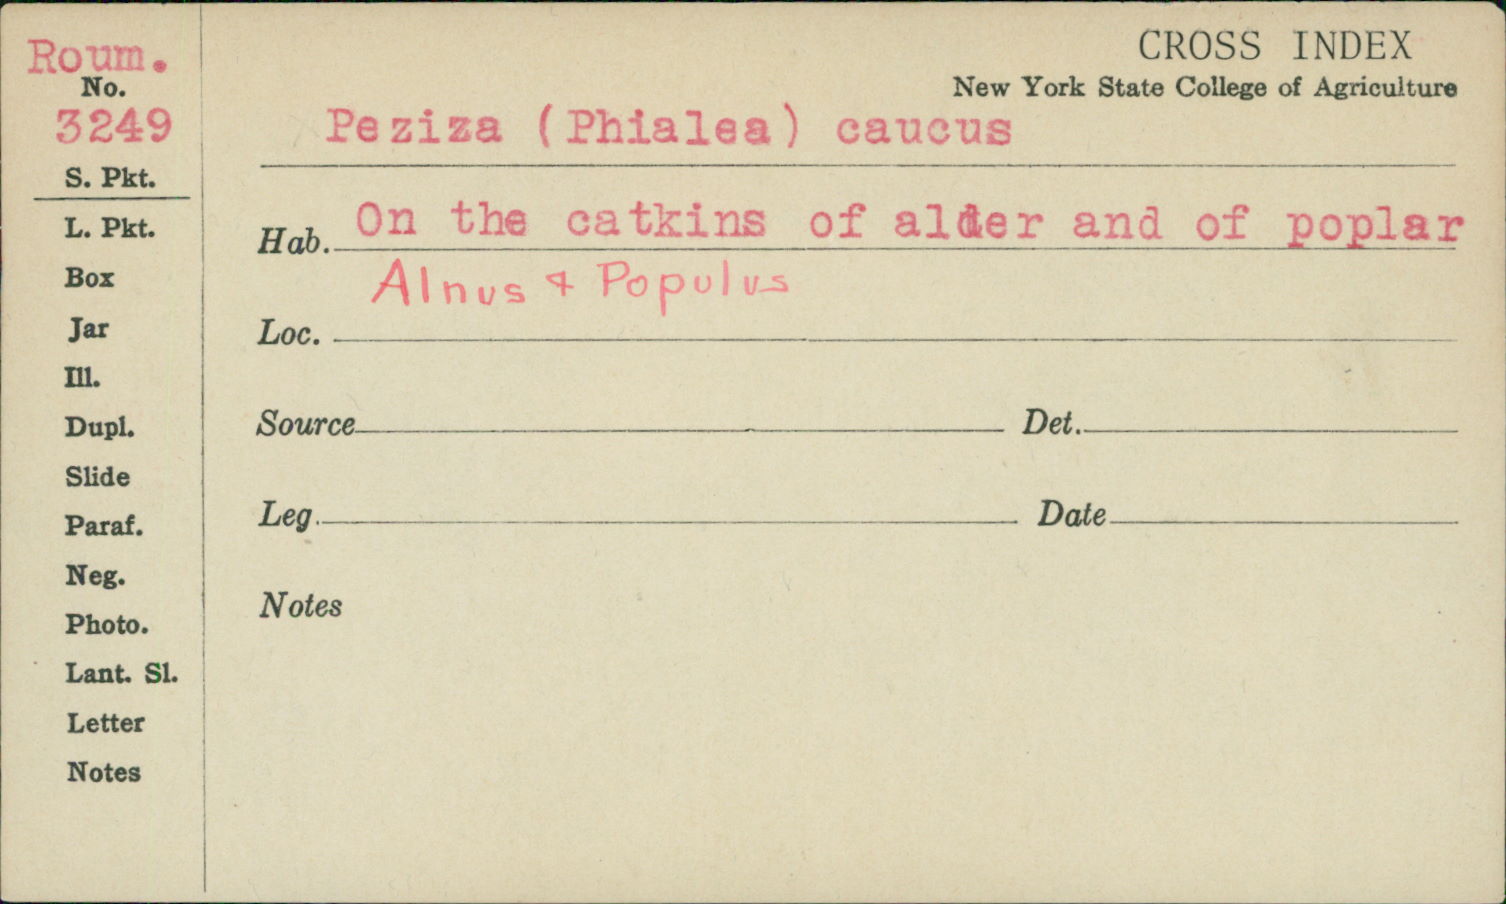 Roum.
No.
3249
S. Pkt.
L. Pkt.
Box
Jar
Ill.
Dupl.
Slide
Paraf.
Neg.
Photo.
Lant. Sl.
Letter
Notes
CROSS INDEX
New York State College of Agriculture
Peziza (Phialea) caucus
Hab. On the catkins of alder and of poplar
Alnus & Populus
Loc.
Source Det.
Leg. Date
Notes